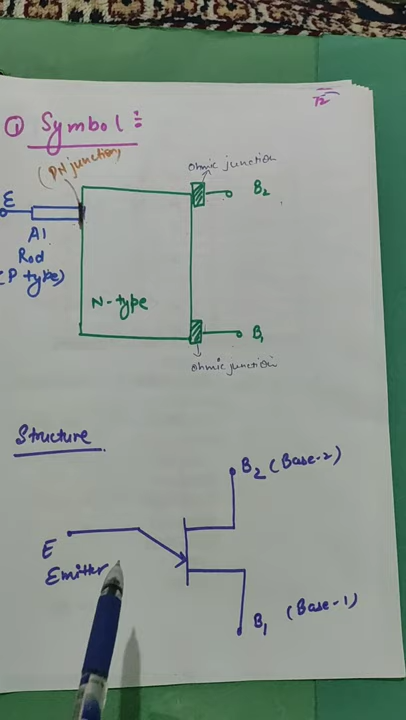 72
① Symbol :
(PN junction)
ohmic junction
E
B₂
Al
Rod
(P type)
N-type
B₁
ohmic junction
Structure
B₂ (Base-2)
E
Emitter
B₁ (Base-1)